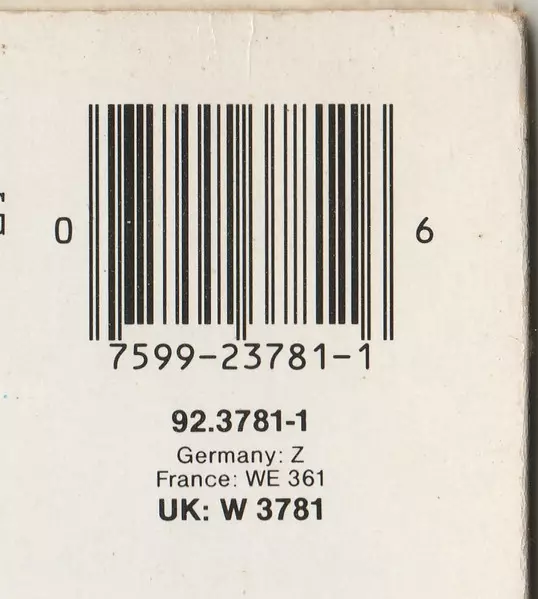 0 6
7599-23781-1
92.3781-1
Germany: Z
France: WE 361
UK: W 3781